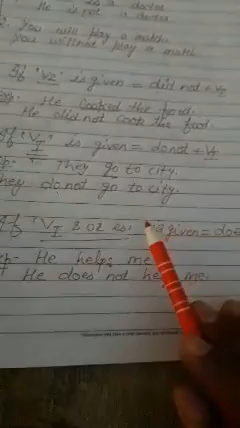 is a doctor
He is not a doctor
You will play a match.
You will not play a match
If 'V2' is given = did not + V1
He cooked the food.
He did not cook the food.
If 'V1' is given = do not + V1
They go to city.
They do not go to city.
If 'V1 s or es' is given = does
He helps me
He does not help me.